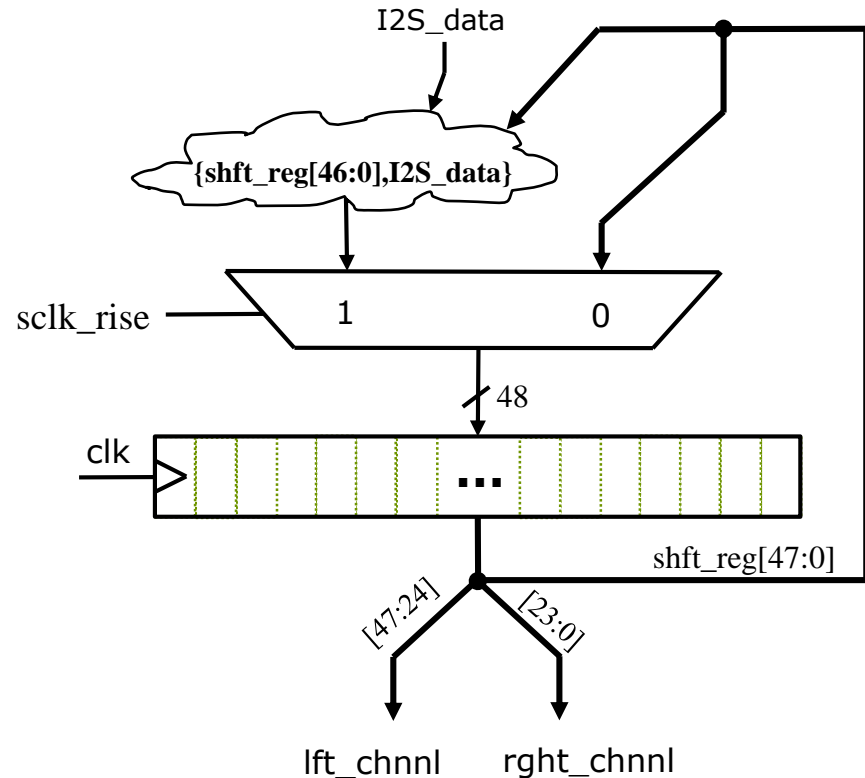 I2S_data
{shft_reg[46:0],I2S_data}
sclk_rise
1
0
48
clk
...
shft_reg[47:0]
[47:24]
[23:0]
lft_chnnl
rght_chnnl